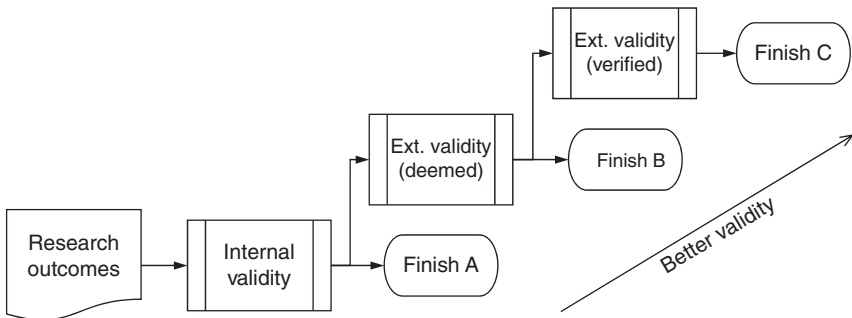 Ext. validity
(verified)
Finish C
Ext. validity
(deemed)
Finish B
Research
outcomes
Internal
validity
Finish A
Better validity